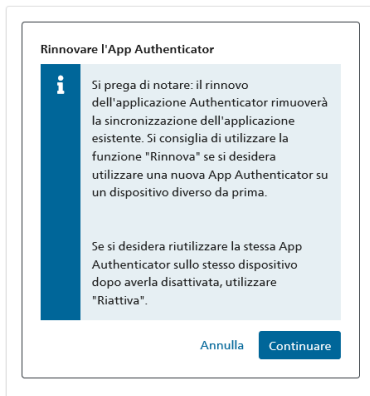 Rinnovare l'App Authenticator
Si prega di notare: il rinnovo
dell'applicazione Authenticator rimuoverà
la sincronizzazione dell'applicazione
esistente. Si consiglia di utilizzare la
funzione "Rinnova" se si desidera
utilizzare una nuova App Authenticator su
un dispositivo diverso da prima.
Se si desidera riutilizzare la stessa App
Authenticator sullo stesso dispositivo
dopo averla disattivata, utilizzare
"Riattiva".
Annulla Continuare